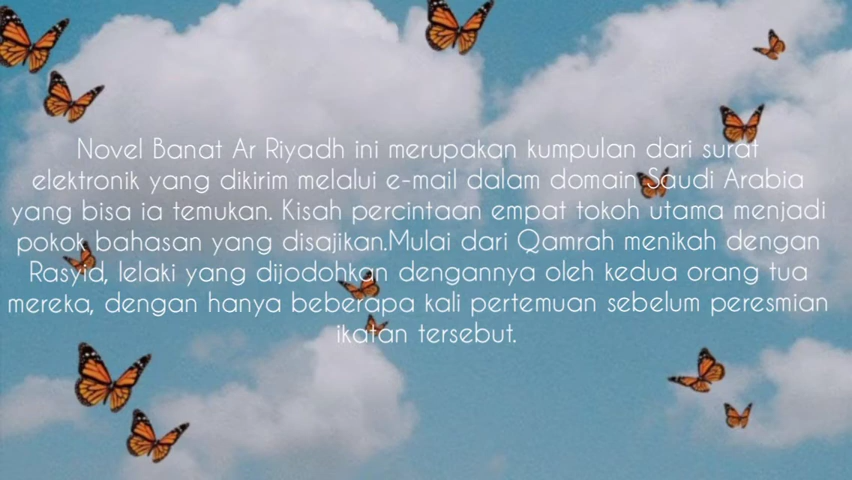 Novel Banat Ar Riyadh ini merupakan kumpulan dari surat
elektronik yang dikirim melalui e-mail dalam domain Saudi Arabia
yang bisa ia temukan. Kisah percintaan empat tokoh utama menjadi
pokok bahasan yang disajikan.Mulai dari Qamrah menikah dengan
Rasyid, lelaki yang dijodohkan dengannya oleh kedua orang tua
mereka, dengan hanya beberapa kali pertemuan sebelum peresmian
ikatan tersebut.